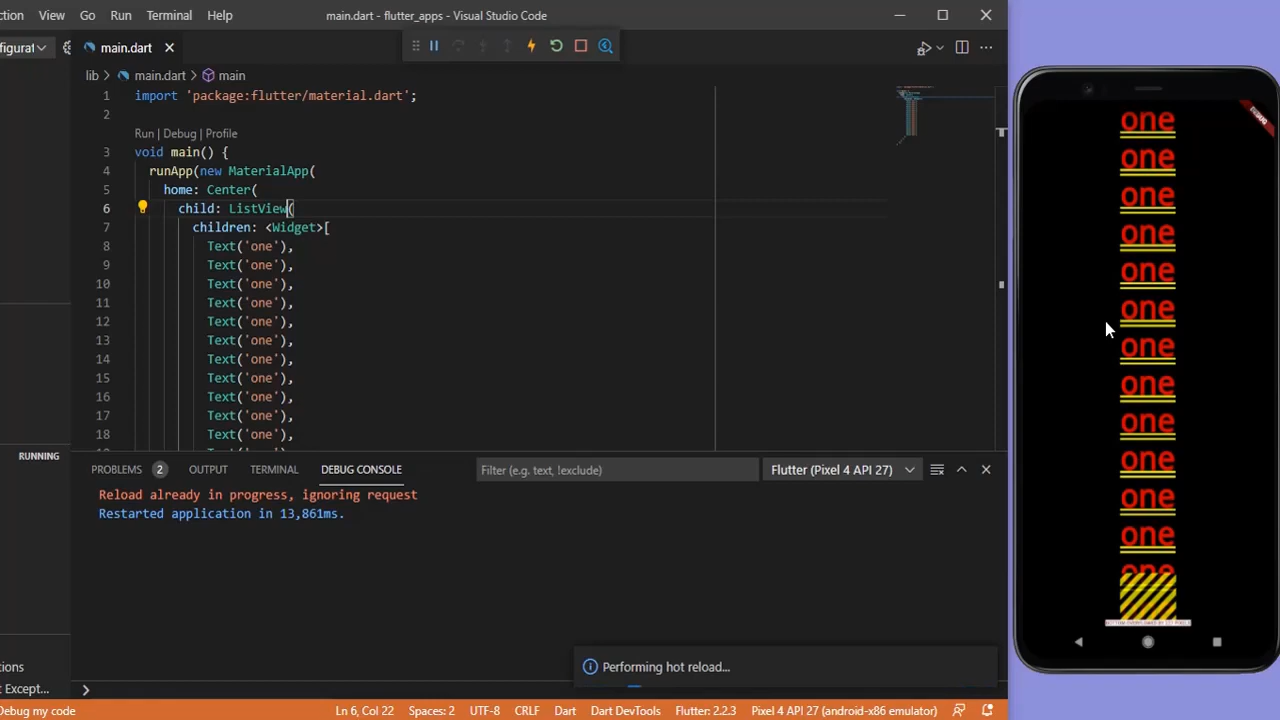 ction View Go Run Terminal Help main.dart - flutter_apps - Visual Studio Code
figurat main.dart
lib > main.dart > main
1 import 'package:flutter/material.dart';
2
Run | Debug | Profile
3 void main() {
4 runApp(new MaterialApp(
5 home: Center(
6 child: ListView(
7 children: <Widget>[
8 Text('one'),
9 Text('one'),
10 Text('one'),
11 Text('one'),
12 Text('one'),
13 Text('one'),
14 Text('one'),
15 Text('one'),
16 Text('one'),
17 Text('one'),
18 Text('one'),
RUNNING
PROBLEMS 2 OUTPUT TERMINAL DEBUG CONSOLE Filter (e.g. text, !exclude) Flutter (Pixel 4 API 27)
Reload already in progress, ignoring request
Restarted application in 13,861ms.
Performing hot reload...
ions
Except...
Debug my code Ln 6, Col 22 Spaces: 2 UTF-8 CRLF Dart Dart DevTools Flutter: 2.2.3 Pixel 4 API 27 (android-x86 emulator)
DEBUG
one
one
one
one
one
one
one
one
one
one
one
one
one